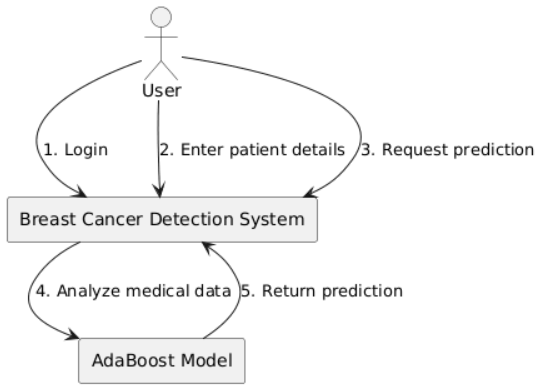 User
1. Login
2. Enter patient details
3. Request prediction
Breast Cancer Detection System
4. Analyze medical data
5. Return prediction
AdaBoost Model